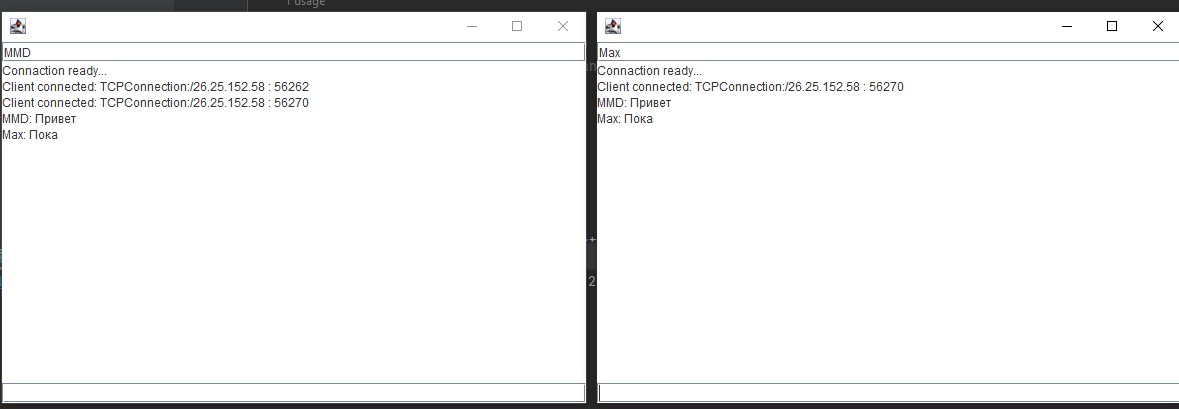 1 usage
MMD
Connaction ready...
Client connected: TCPConnection:/26.25.152.58 : 56262
Client connected: TCPConnection:/26.25.152.58 : 56270
MMD: Привет
Max: Пока
Max
Connaction ready...
Client connected: TCPConnection:/26.25.152.58 : 56270
MMD: Привет
Max: Пока
2